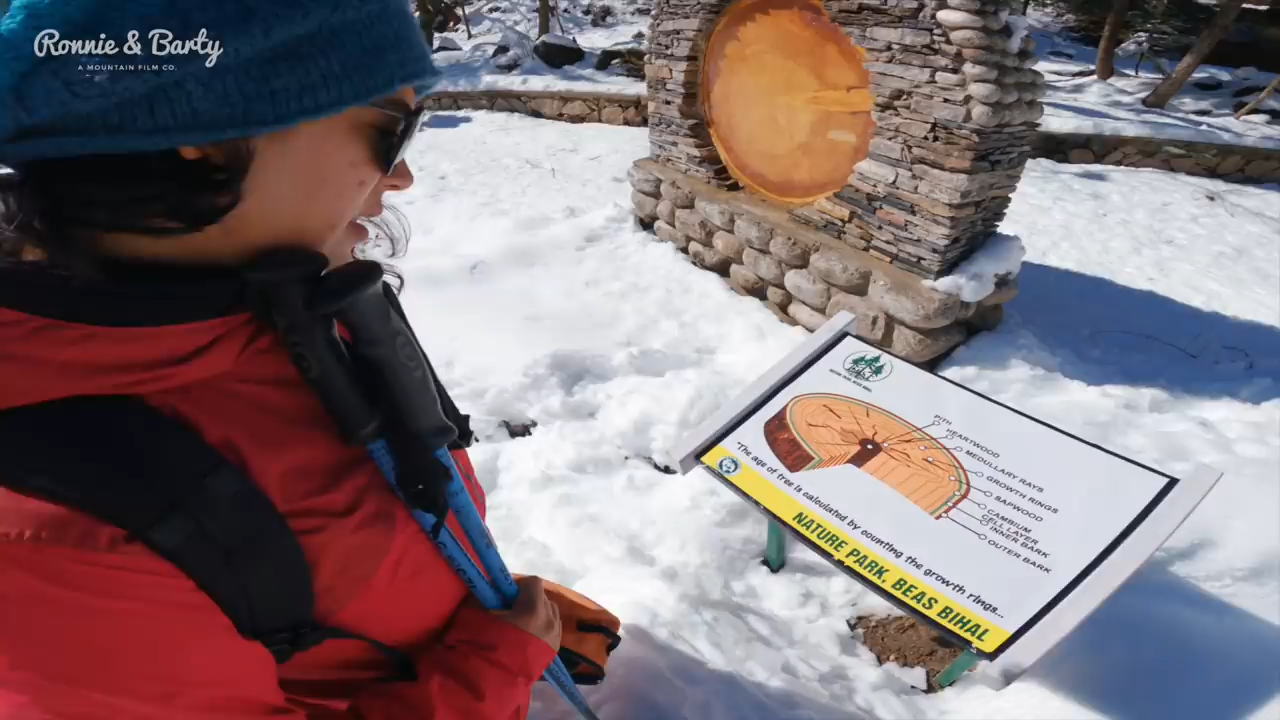 Ronnie & Barty
A MOUNTAIN FILM CO.
PITH
HEARTWOOD
MEDULLARY RAYS
GROWTH RINGS
SAPWOOD
CAMBIUM
CELL LAYER
INNER BARK
OUTER BARK
"The age of tree is calculated by counting the growth rings...
NATURE PARK, BEAS BIHAL